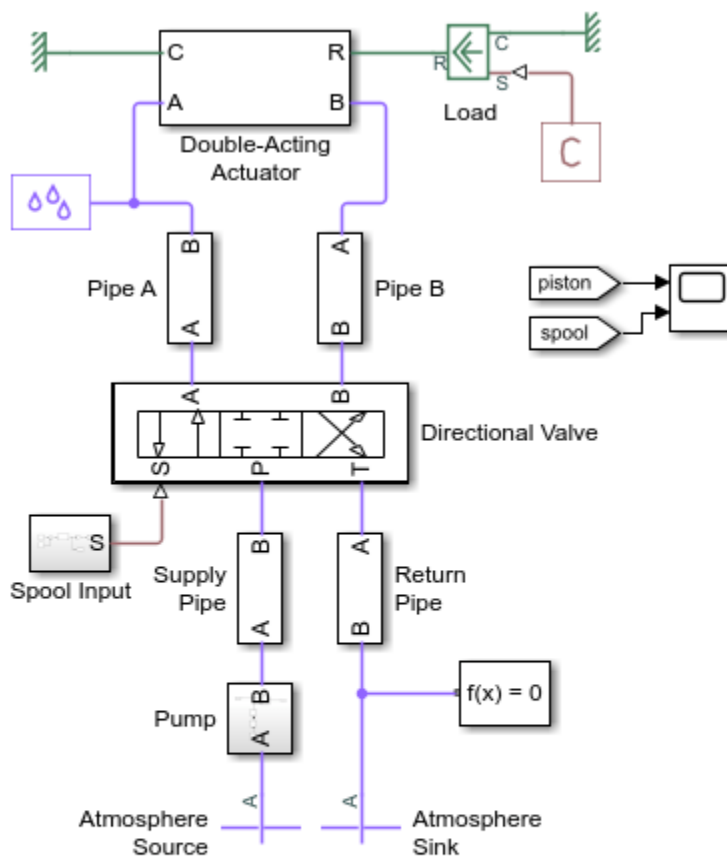 C
R
A
B
Double-Acting
Actuator
R
C
S
Load
C
B
Pipe A
A
A
Pipe B
B
piston
spool
A
B
S
P
T
Directional Valve
S
Spool Input
B
Supply
Pipe
A
A
Return
Pipe
B
B
Pump
A
f(x) = 0
A
Atmosphere
Source
A
Atmosphere
Sink